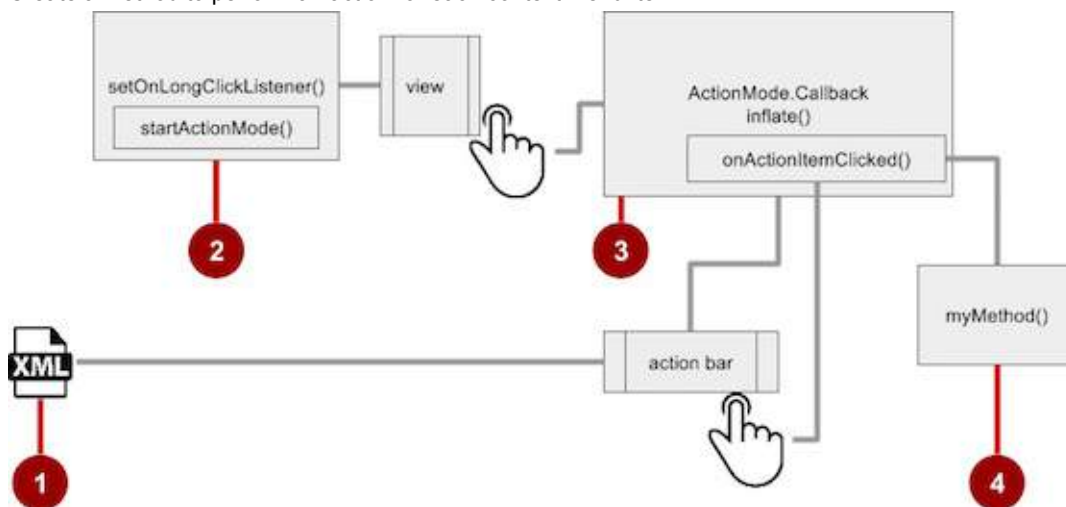 setOnLongClickListener()
startActionMode()
view
ActionMode.Callback
inflate()
onActionItemClicked()
2
3
myMethod()
XML
action bar
1
4